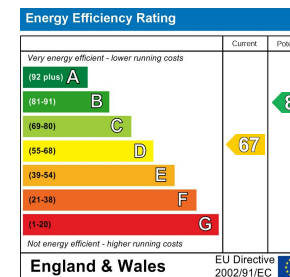 Energy Efficiency Rating
Current
Very energy efficient - lower running costs
(92 plus) A
(81-91) B
(69-80) C
(55-68) D
67
(39-54) E
(21-38) F
(1-20) G
Not energy efficient - higher running costs
England & Wales
EU Directive
2002/91/EC